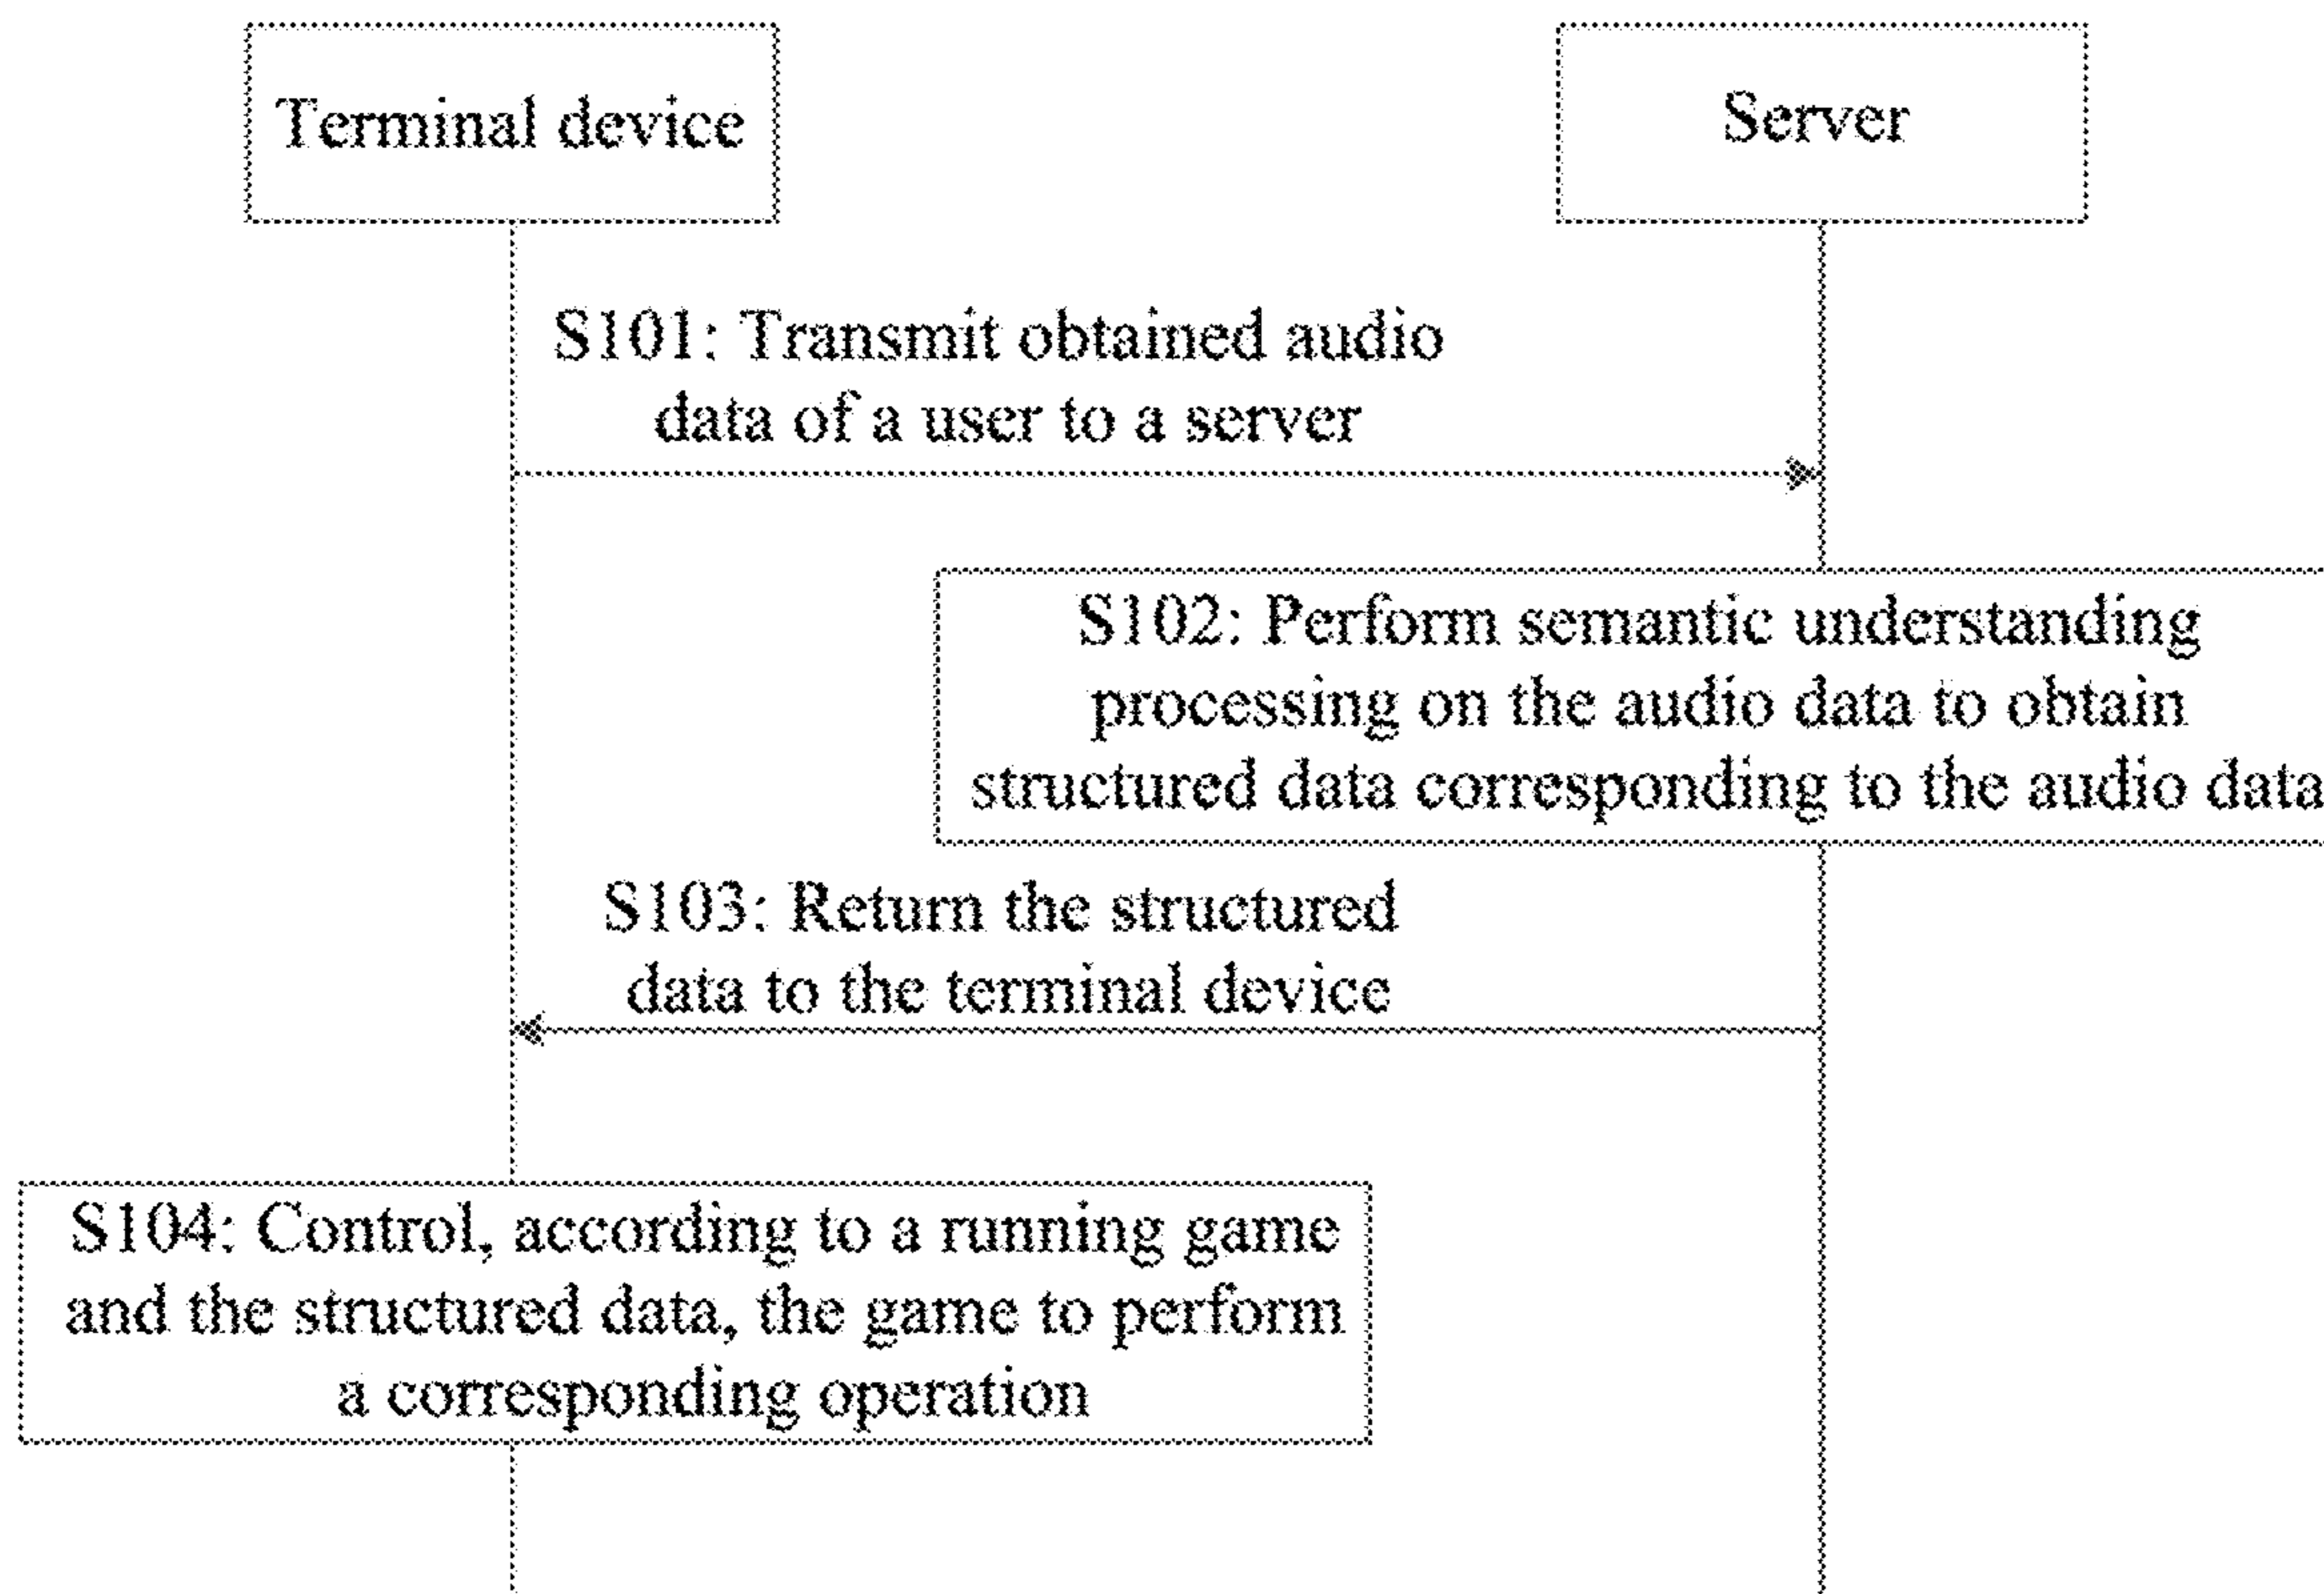 Terminal device
Server
S101: Transmit obtained audio
data of a user to a server
S102: Perform semantic understanding
processing on the audio data to obtain
structured data corresponding to the audio data
S103: Return the structured
data to the terminal device
S104: Control, according to a running game
and the structured data, the game to perform
a corresponding operation